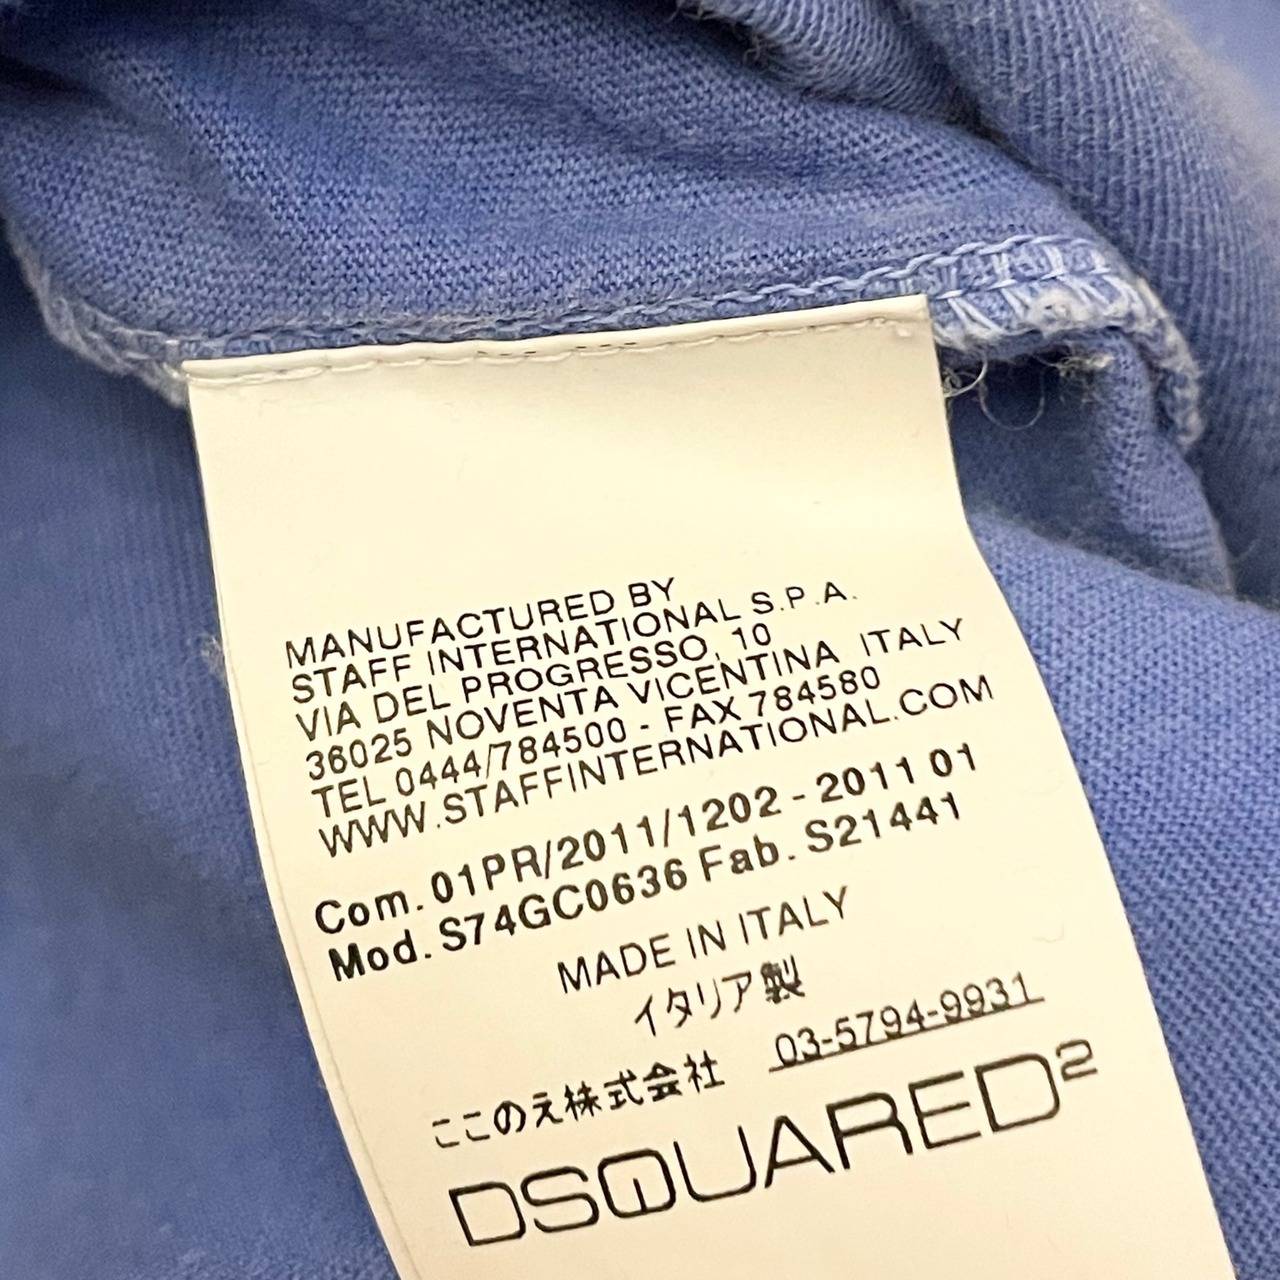 MANUFACTURED BY
STAFF INTERNATIONAL S.P.A.
VIA DEL PROGRESSO, 10
36025 NOVENTA VICENTINA ITALY
TEL 0444/784500 - FAX 784580
WWW.STAFFINTERNATIONAL.COM
Com. 01PR/2011/1202 - 2011 01
Mod. S74GC0636 Fab. S21441
MADE IN ITALY
イタリア製
ここのえ株式会社 03-5794-9931
DSQUARED²